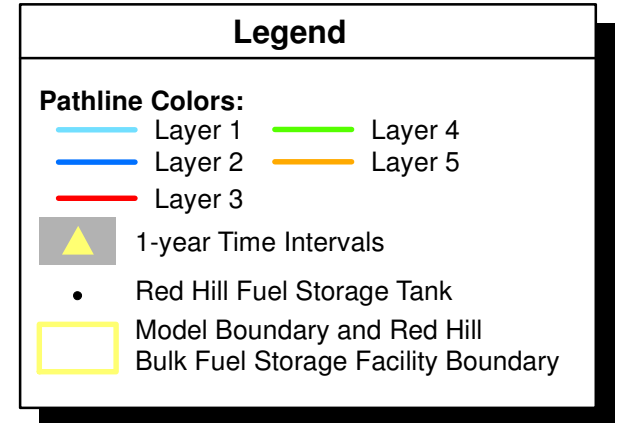 Legend
Pathline Colors:
Layer 1
Layer 4
Layer 2
Layer 5
Layer 3
1-year Time Intervals
Red Hill Fuel Storage Tank
Model Boundary and Red Hill
Bulk Fuel Storage Facility Boundary